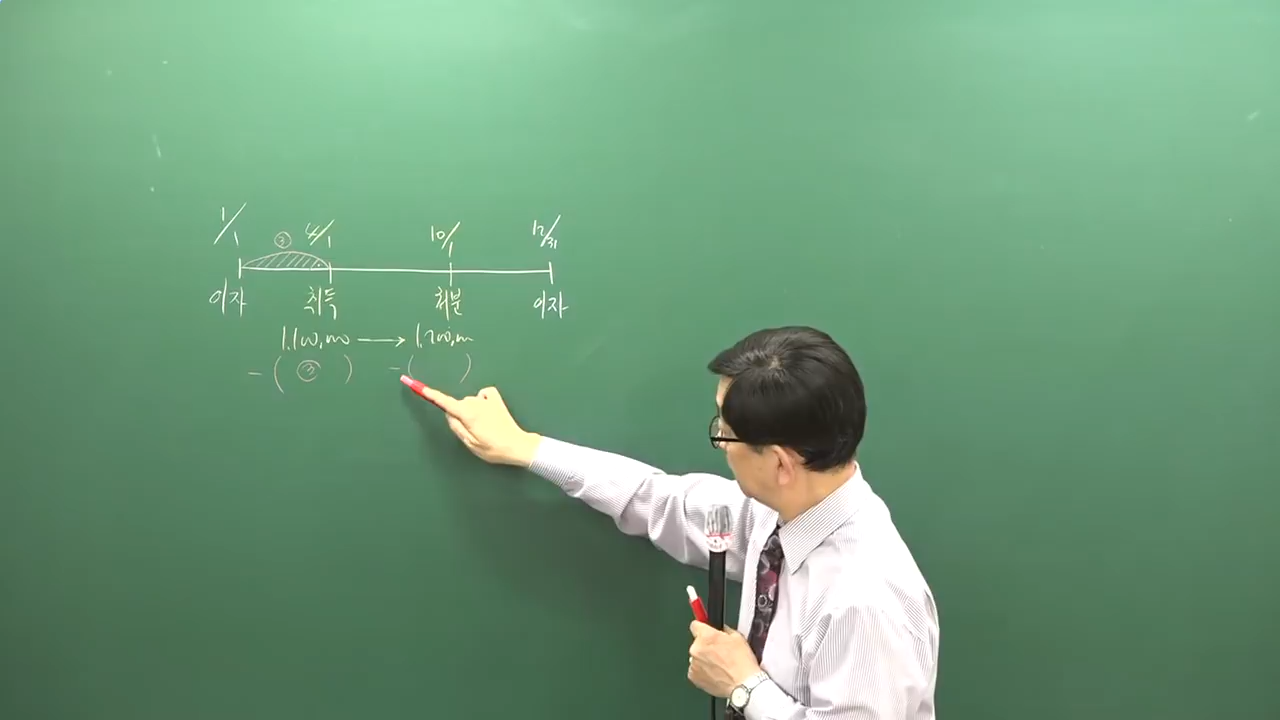 1/1 ② 4/1 10/1 12/31
이자 취득 처분 이자
1,100,000 → 1,200,000
- ( ② ) - ( )